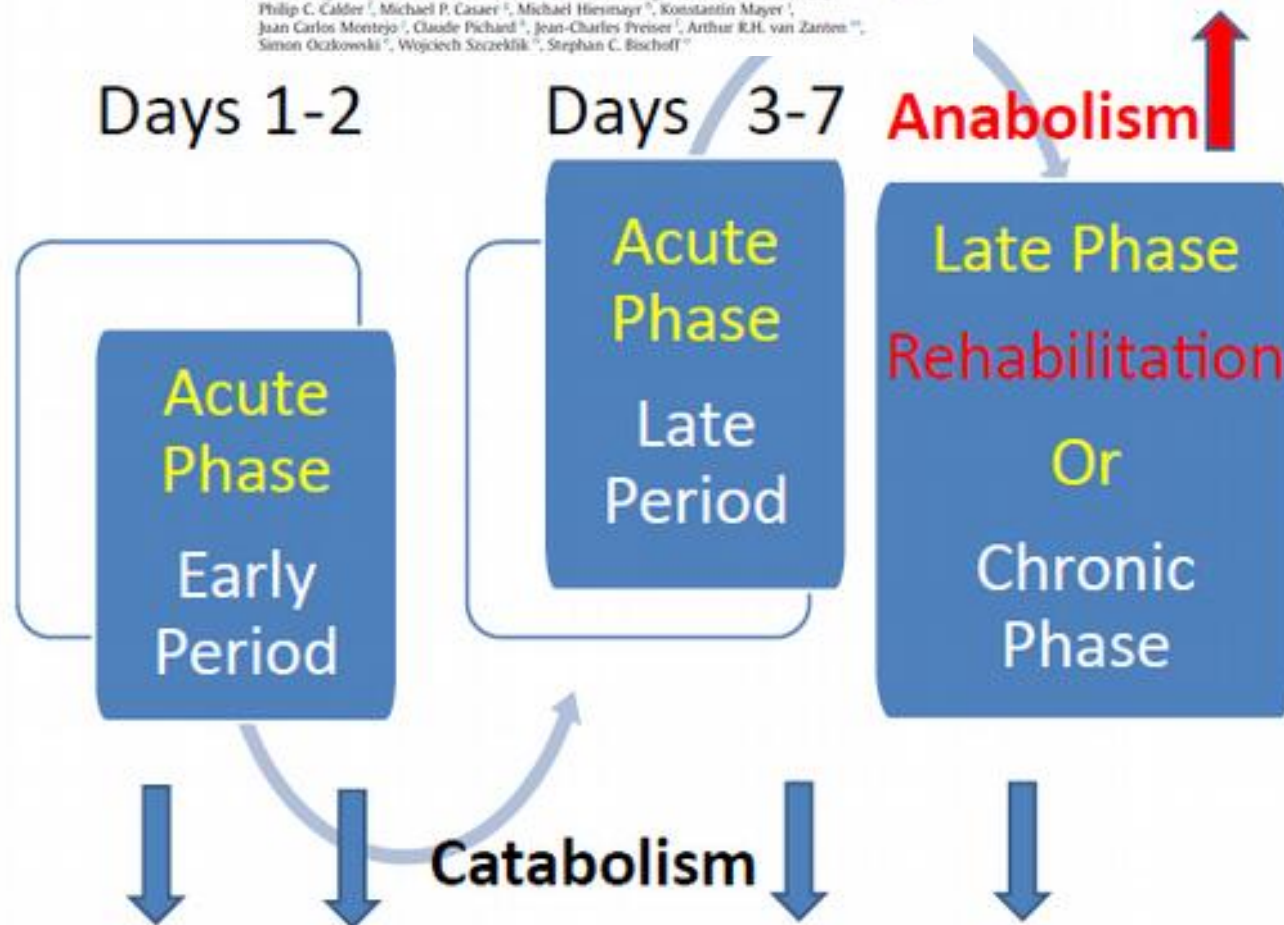 Philip C. Calder, Michael P. Casaer, Michael Hiesmayr, Konstantin Mayer,
Juan Carlos Montejo, Claude Pichard, Jean-Charles Preiser, Arthur R.H. van Zanten,
Simon Oczkowski, Wojciech Szczeklik, Stephan C. Bischoff
Days 1-2
Days 3-7
Anabolism
Acute
Phase
Early
Period
Acute
Phase
Late
Period
Late Phase
Rehabilitation
Or
Chronic
Phase
Catabolism